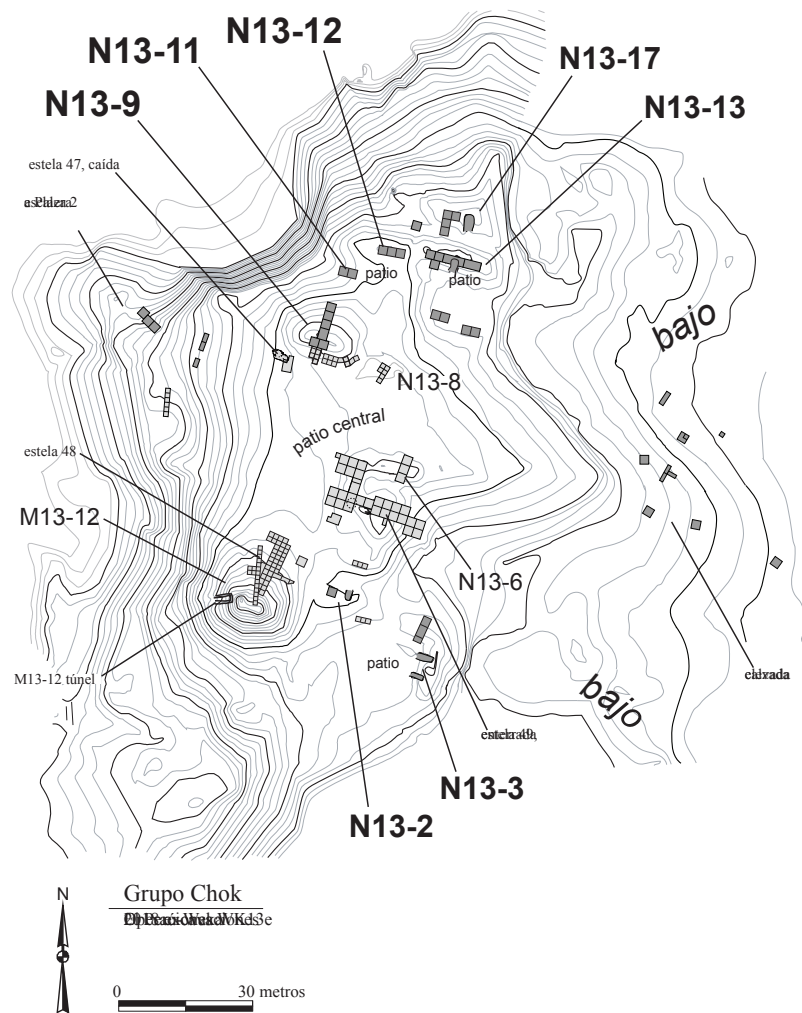 N13-12
N13-11
N13-17
N13-9
N13-13
estela 47, caída
patio
patio
bajo
N13-8
patio central
estela 48
M13-12
N13-6
patio
M13-12 túnel
bajo
N13-3
N13-2
N
Grupo Chok
0 30 metros